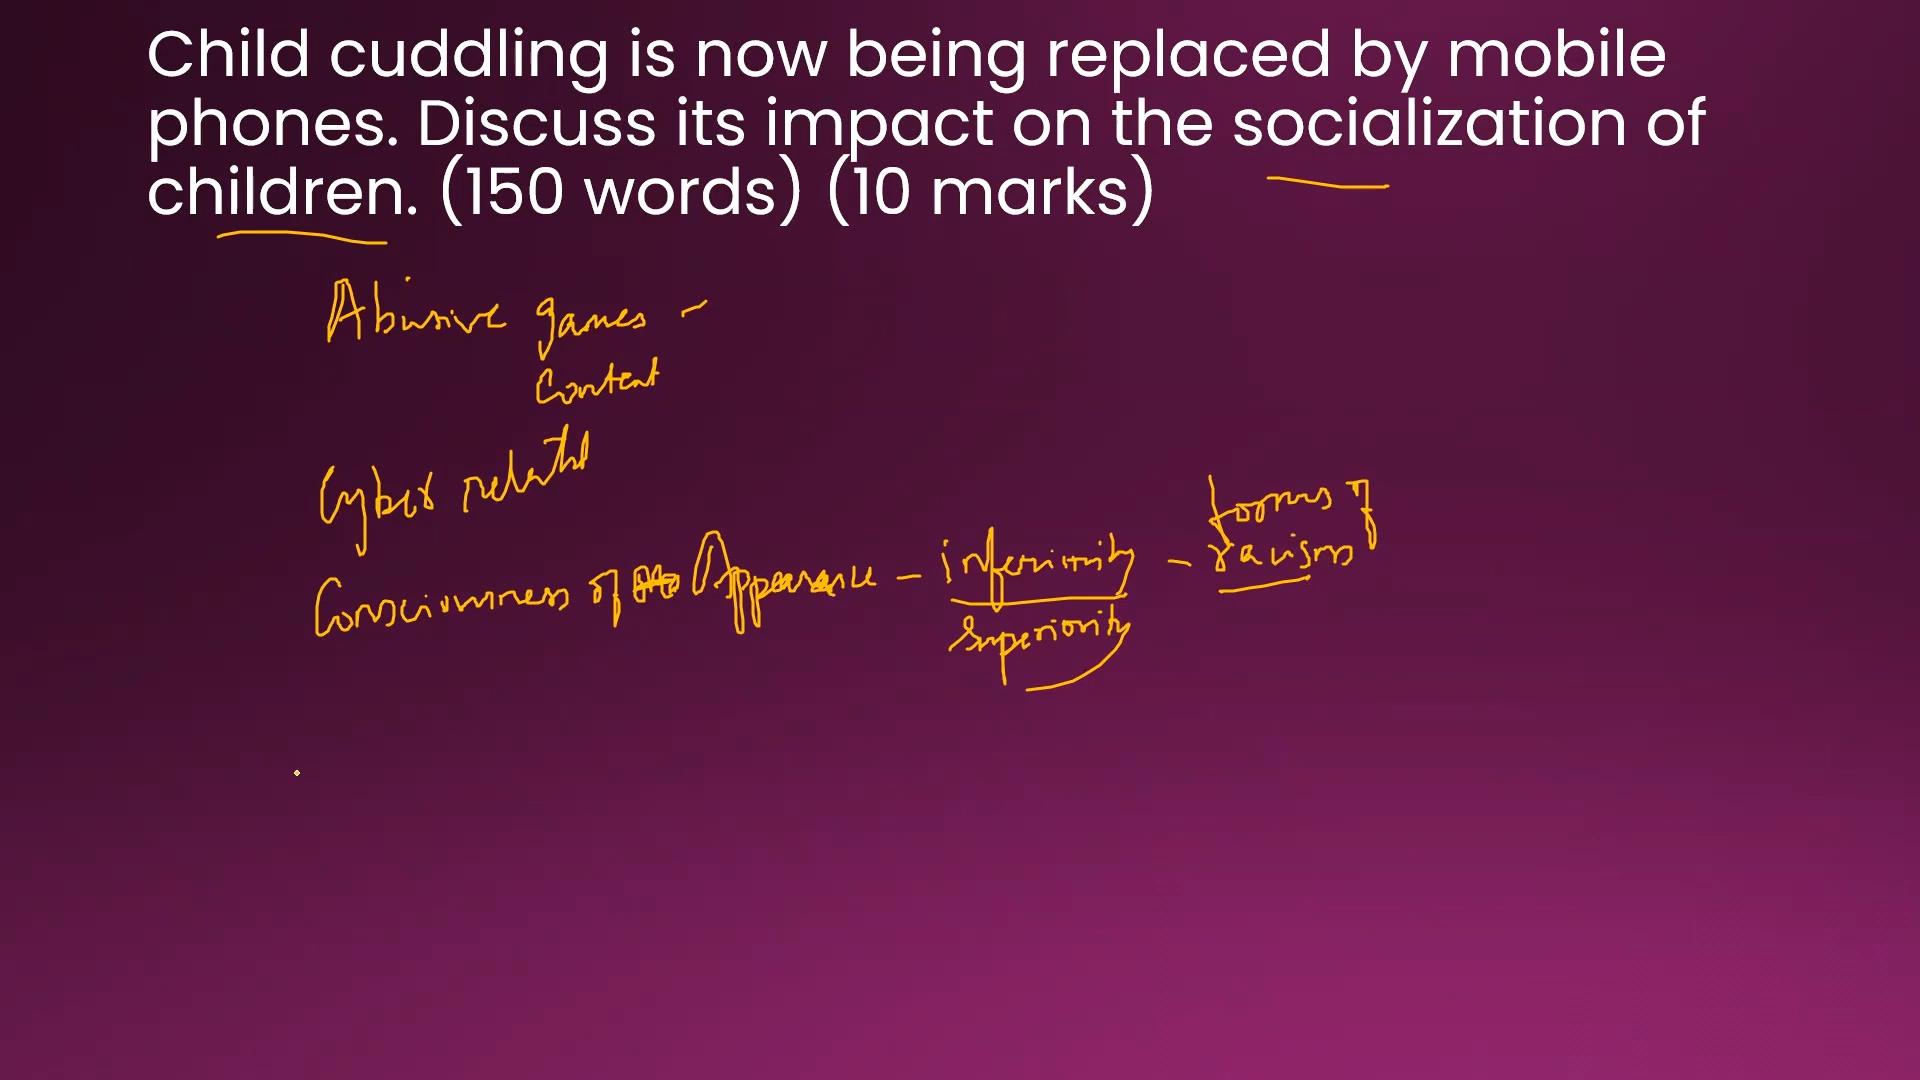 Child cuddling is now being replaced by mobile
phones. Discuss its impact on the socialization of
children. (150 words) (10 marks)
Abusive games -
Content
Cyber related
Consciousness of Appearance - inferiority - forms of
superiority racism